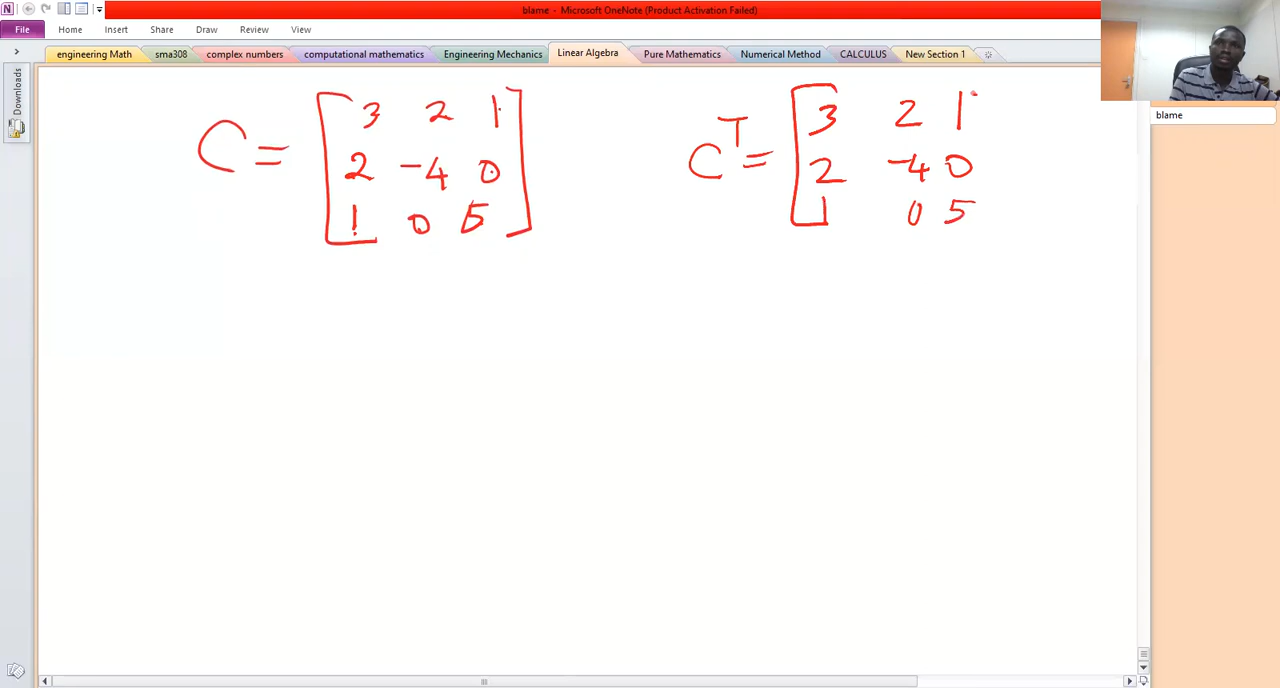 blame - Microsoft OneNote (Product Activation Failed)
File Home Insert Share Draw Review View
engineering Math sma308 complex numbers computational mathematics Engineering Mechanics Linear Algebra Pure Mathematics Numerical Method CALCULUS New Section 1
Downloads
blame
C = [ 3 2 1 ]
2 -4 0
1 0 5
C^T = [ 3 2 1
2 -4 0
1 0 5